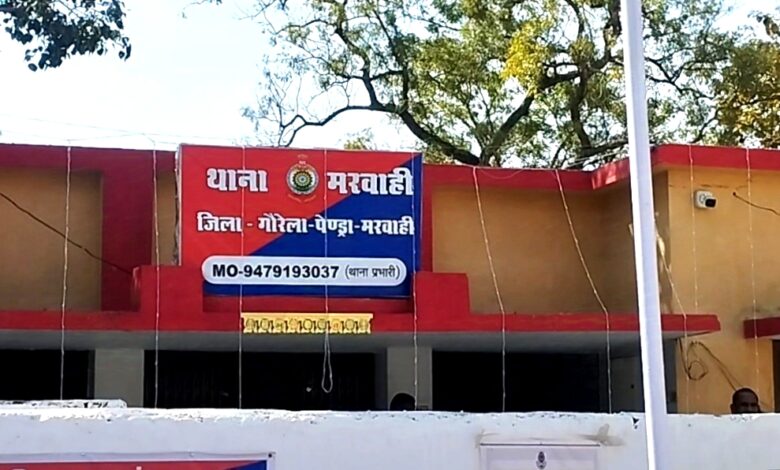 थाना मरवाही
जिला - गौरेला-पेण्ड्रा-मरवाही
MO-9479193037 (थाना प्रभारी)